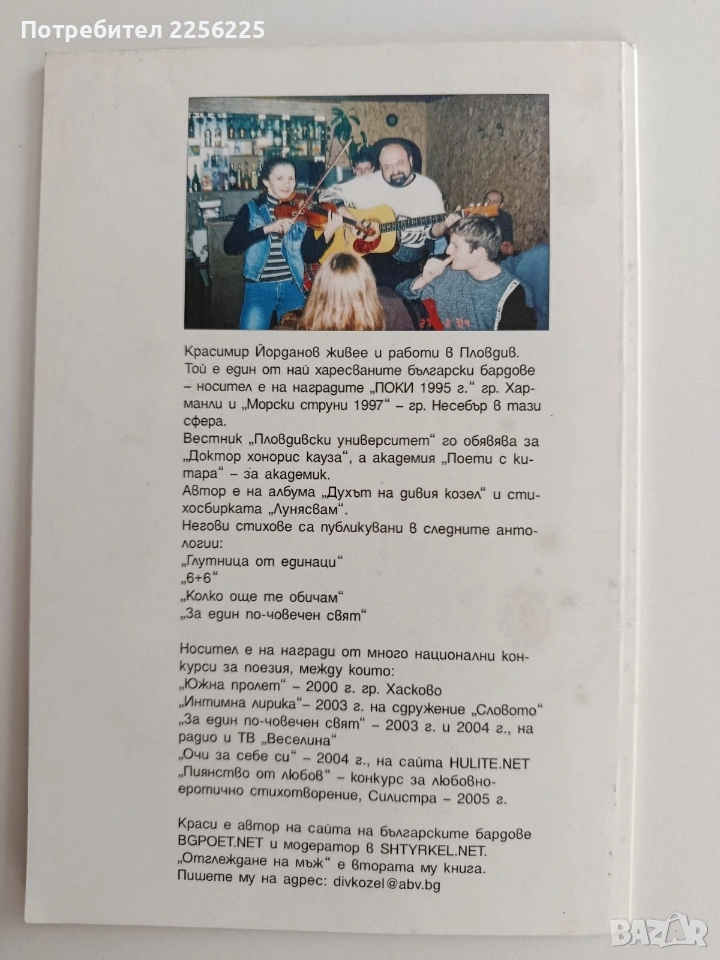 Потребител 2256225
27 3 '04
Красимир Йорданов живее и работи в Пловдив.
Той е един от най харесваните български бардове
– носител е на наградите „ПОКИ 1995 г.“ гр. Хар-
манли и „Морски струни 1997“ – гр. Несебър в тази
сфера.
Вестник „Пловдивски университет“ го обявява за
„Доктор хонорис кауза“, а академия „Поети с ки-
тара“ – за академик.
Автор е на албума „Духът на дивия козел“ и сти-
хосбирката „Лунясвам“.
Негови стихове са публикувани в следните анто-
логии:
„Глутница от единаци“
„6+6“
„Колко още те обичам“
„За един по-човечен свят“
Носител е на награди от много национални кон-
курси за поезия, между които:
„Южна пролет“ – 2000 г. гр. Хасково
„Интимна лирика“– 2003 г. на сдружение „Словото“
„За един по-човечен свят“ – 2003 г. и 2004 г., на
радио и ТВ „Веселина“
„Очи за себе си“ – 2004 г., на сайта HULITE.NET
„Пиянство от любов“ – конкурс за любовно-
еротично стихотворение, Силистра – 2005 г.
Краси е автор на сайта на българските бардове
BGPOET.NET и модератор в SHTYRKEL.NET.
„Отглеждане на мъж“ е втората му книга.
Пишете му на адрес: divkozel@abv.bg
BAZAR